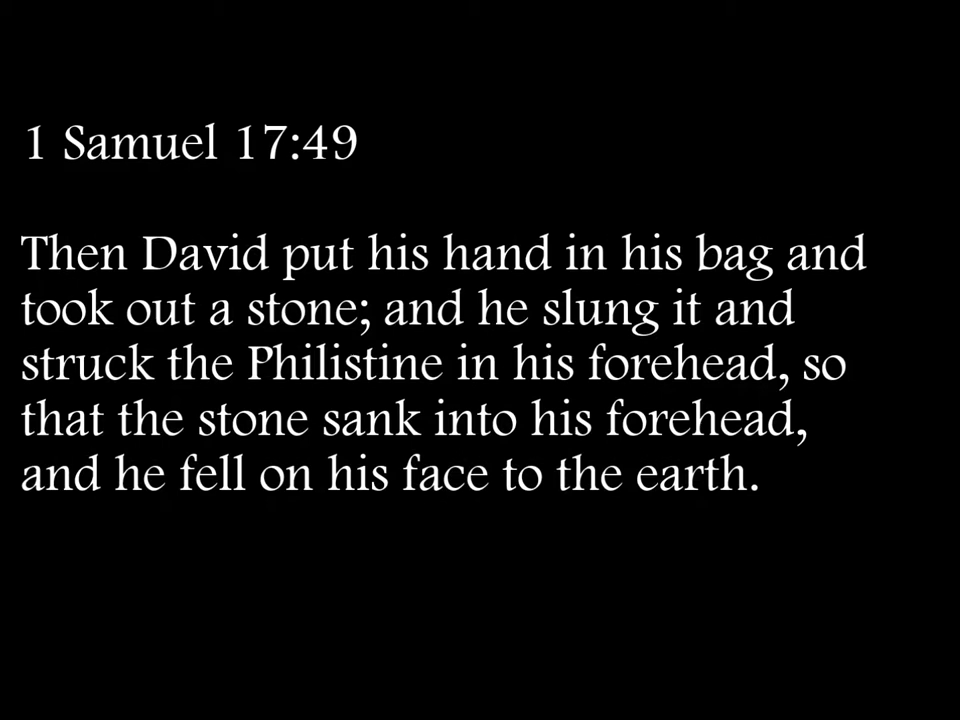 1 Samuel 17:49
Then David put his hand in his bag and
took out a stone; and he slung it and
struck the Philistine in his forehead, so
that the stone sank into his forehead,
and he fell on his face to the earth.